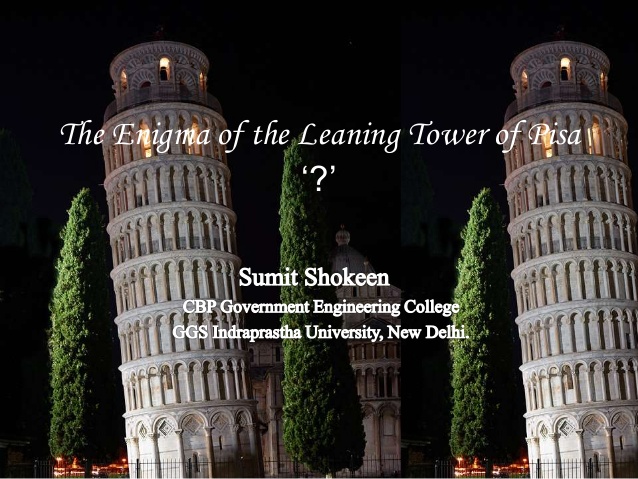 The Enigma of the Leaning Tower of Pisa
‘?’
Sumit Shokeen
CBP Government Engineering College
GGS Indraprastha University, New Delhi.